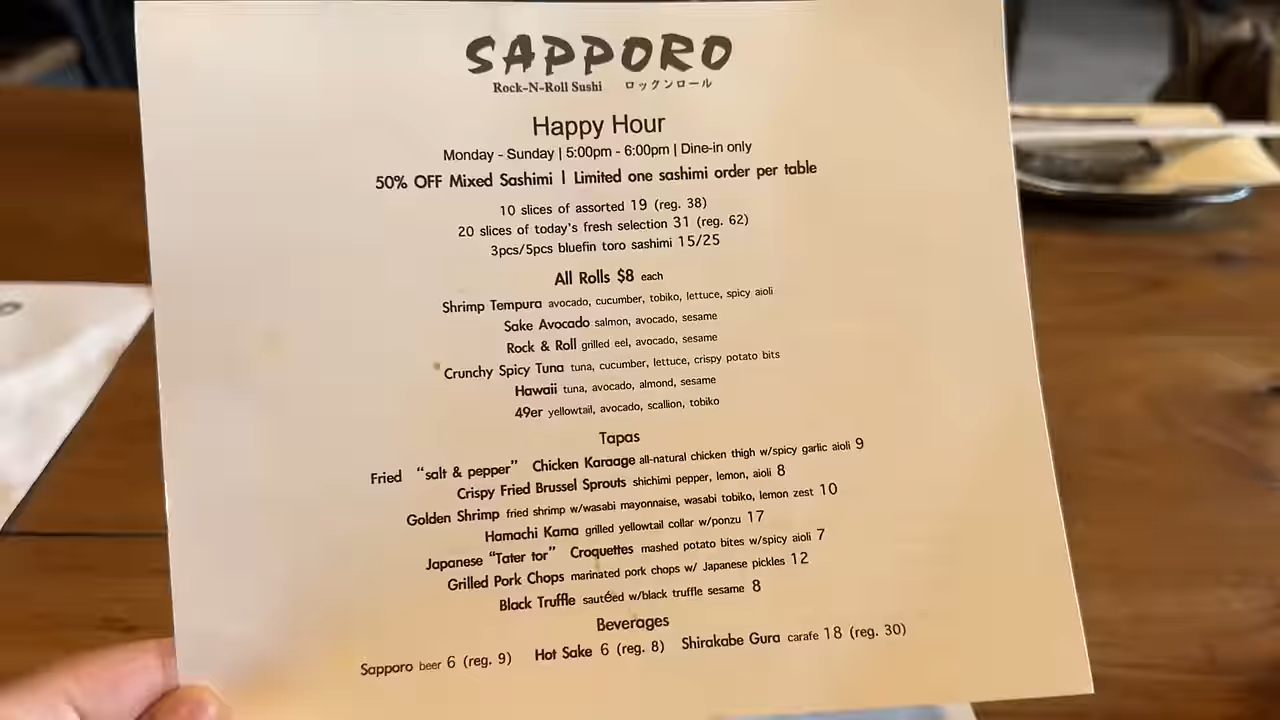 SAPPORO
Rock-N-Roll Sushi ロックンロール
Happy Hour
Monday - Sunday | 5:00pm - 6:00pm | Dine-in only
50% OFF Mixed Sashimi | Limited one sashimi order per table
10 slices of assorted 19 (reg. 38)
20 slices of today's fresh selection 31 (reg. 62)
3pcs/5pcs bluefin toro sashimi 15/25
All Rolls $8 each
Shrimp Tempura avocado, cucumber, tobiko, lettuce, spicy aioli
Sake Avocado salmon, avocado, sesame
Rock & Roll grilled eel, avocado, sesame
Crunchy Spicy Tuna tuna, cucumber, lettuce, crispy potato bits
Hawaii tuna, avocado, almond, sesame
49er yellowtail, avocado, scallion, tobiko
Tapas
Fried “salt & pepper” Chicken Karaage all-natural chicken thigh w/spicy garlic aioli 9
Crispy Fried Brussel Sprouts shichimi pepper, lemon, aioli 8
Golden Shrimp fried shrimp w/wasabi mayonnaise, wasabi tobiko, lemon zest 10
Hamachi Kama grilled yellowtail collar w/ponzu 17
Japanese “Tater tor” Croquettes mashed potato bites w/spicy aioli 7
Grilled Pork Chops marinated pork chops w/ Japanese pickles 12
Black Truffle sautéed w/black truffle sesame 8
Beverages
Sapporo beer 6 (reg. 9) Hot Sake 6 (reg. 8) Shirakabe Gura carafe 18 (reg. 30)